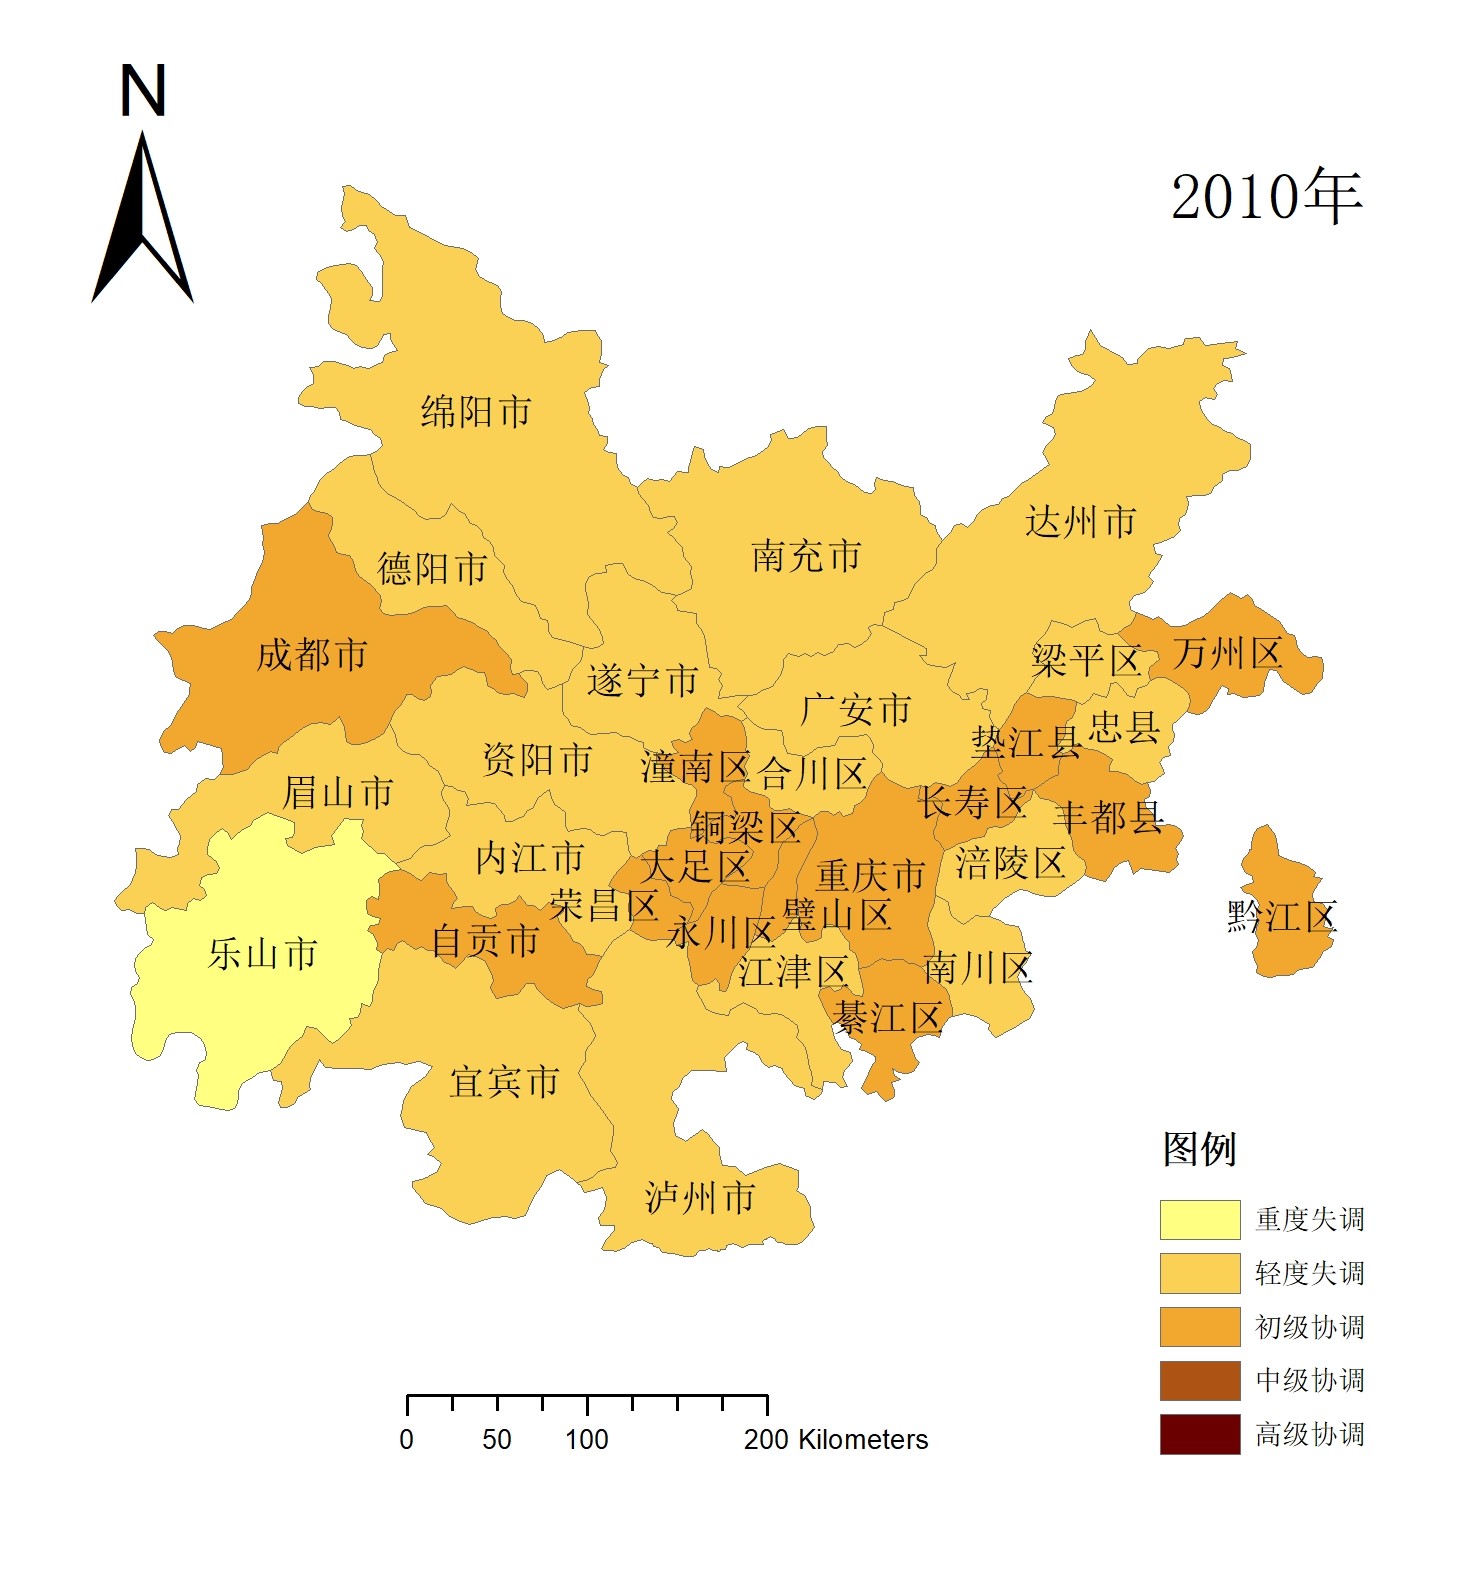 N
2010年
绵阳市
达州市
南充市
德阳市
成都市
遂宁市
梁平区
万州区
广安市
忠县
垫江县
资阳市
潼南区
合川区
眉山市
长寿区
丰都县
铜梁区
内江市
大足区
涪陵区
重庆市
荣昌区
璧山区
黔江区
永川区
自贡市
乐山市
江津区
南川区
綦江区
宜宾市
泸州市
图例
重度失调
轻度失调
初级协调
中级协调
高级协调
0 50 100 200 Kilometers